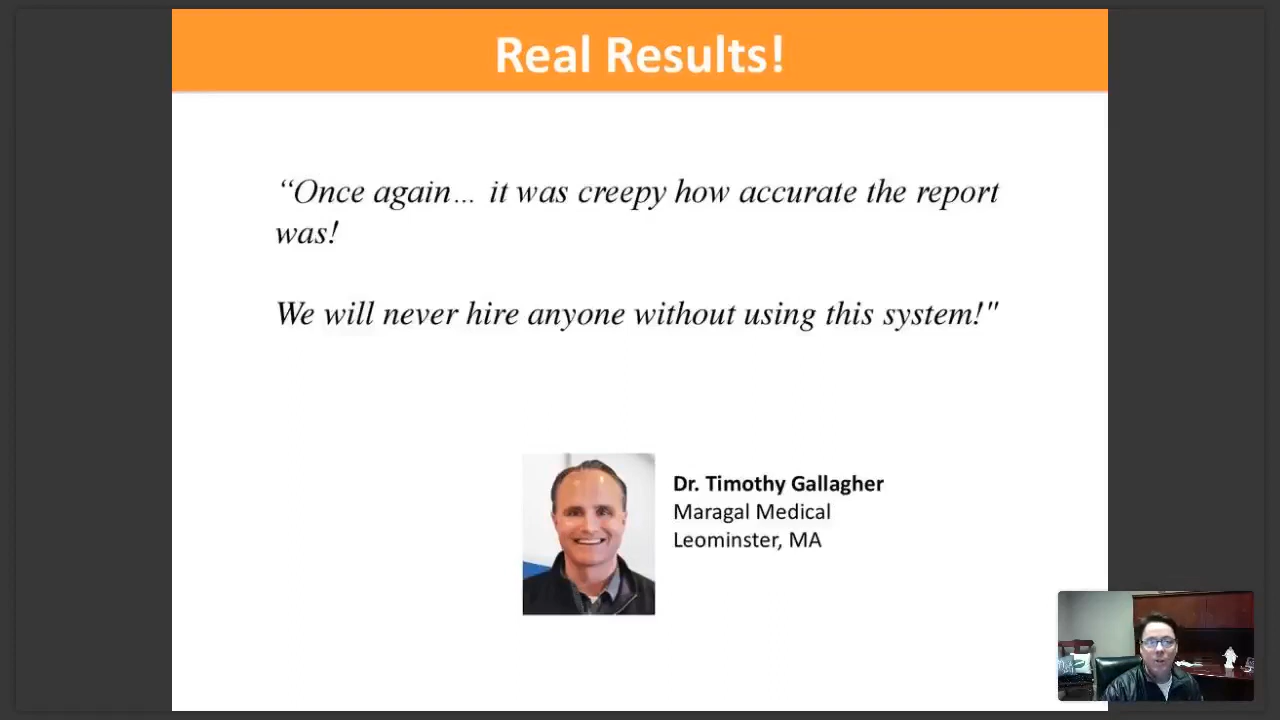 Real Results!
“Once again... it was creepy how accurate the report
was!
We will never hire anyone without using this system!"
Dr. Timothy Gallagher
Maragal Medical
Leominster, MA